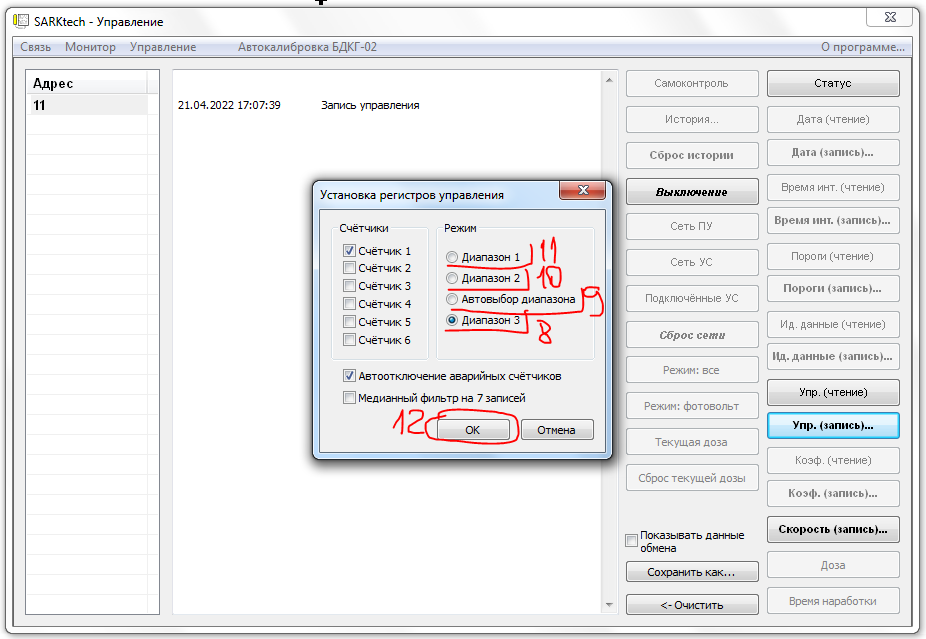 SARKtech - Управление
Связь Монитор Управление Автокалибровка БДКГ-02 О программе...
Адрес
11
21.04.2022 17:07:39 Запись управления
Установка регистров управления
Счётчики
Счётчик 1
Счётчик 2
Счётчик 3
Счётчик 4
Счётчик 5
Счётчик 6
Режим
Диапазон 1 11
Диапазон 2 10
Автовыбор диапазона 9
Диапазон 3 8
Автоотключение аварийных счётчиков
Медианный фильтр на 7 записей
12 OK Отмена
Самоконтроль
История...
Сброс истории
Выключение
Сеть ПУ
Сеть УС
Подключённые УС
Сброс сети
Режим: все
Режим: фотовольт
Текущая доза
Сброс текущей дозы
Показывать данные
обмена
Сохранить как...
<- Очистить
Статус
Дата (чтение)
Дата (запись)...
Время инт. (чтение)
Время инт. (запись)...
Пороги (чтение)
Пороги (запись)...
Ид. данные (чтение)
Ид. данные (запись)...
Упр. (чтение)
Упр. (запись)...
Коэф. (чтение)
Коэф. (запись)...
Скорость (запись)...
Доза
Время наработки